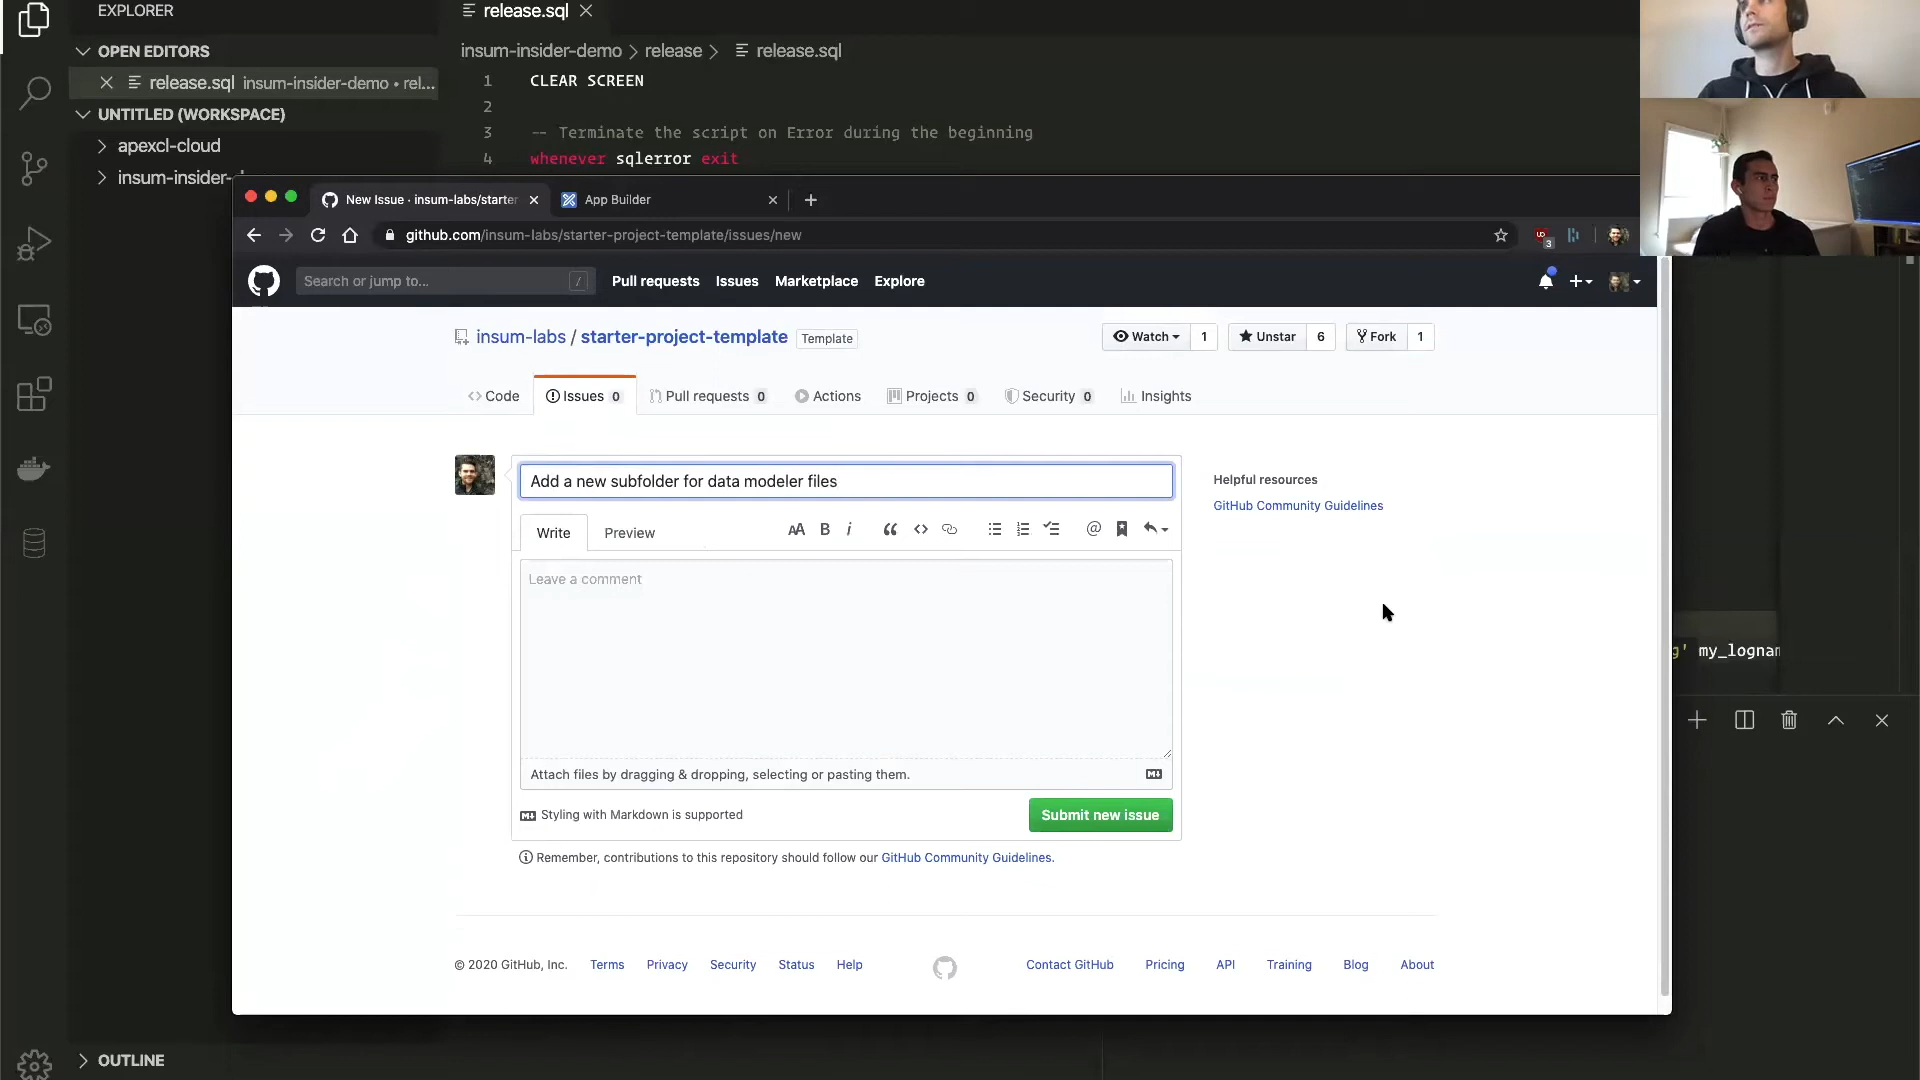 EXPLORER
release.sql
OPEN EDITORS
release.sql insum-insider-demo • rel...
UNTITLED (WORKSPACE)
apexcl-cloud
insum-insider-
insum-insider-demo > release > release.sql
1 CLEAR SCREEN
2
3 -- Terminate the script on Error during the beginning
4 whenever sqlerror exit
New Issue · insum-labs/starter
App Builder
github.com/insum-labs/starter-project-template/issues/new
3
Search or jump to... /
Pull requests Issues Marketplace Explore
insum-labs / starter-project-template Template
Watch 1 Unstar 6 Fork 1
Code Issues 0 Pull requests 0 Actions Projects 0 Security 0 Insights
Add a new subfolder for data modeler files
Write Preview
Leave a comment
Attach files by dragging & dropping, selecting or pasting them.
Styling with Markdown is supported
Submit new issue
Remember, contributions to this repository should follow our GitHub Community Guidelines.
Helpful resources
GitHub Community Guidelines
© 2020 GitHub, Inc. Terms Privacy Security Status Help
Contact GitHub Pricing API Training Blog About
g' my_lognam
OUTLINE